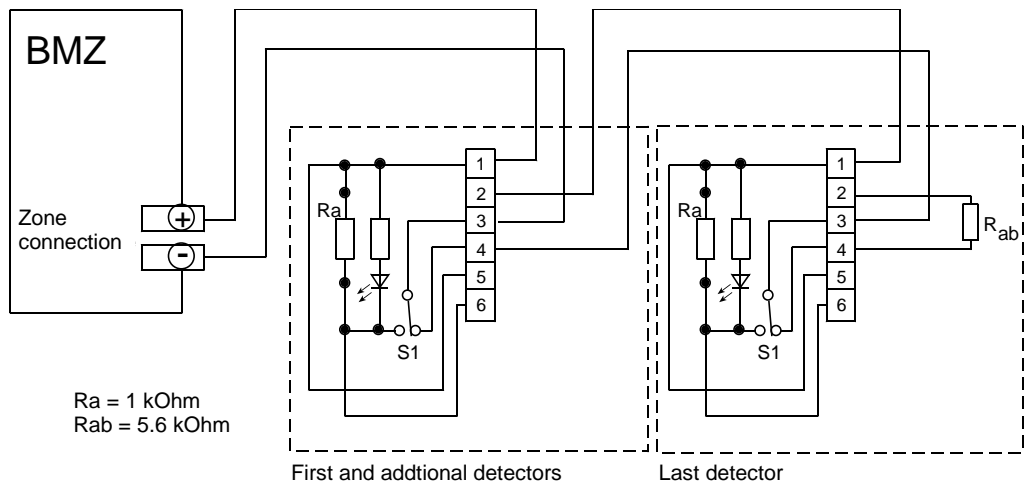 BMZ
Zone
connection
+
-
Ra
1
2
3
4
5
6
S1
Ra
1
2
3
4
5
6
S1
Rab
Ra = 1 kOhm
Rab = 5.6 kOhm
First and addtional detectors
Last detector